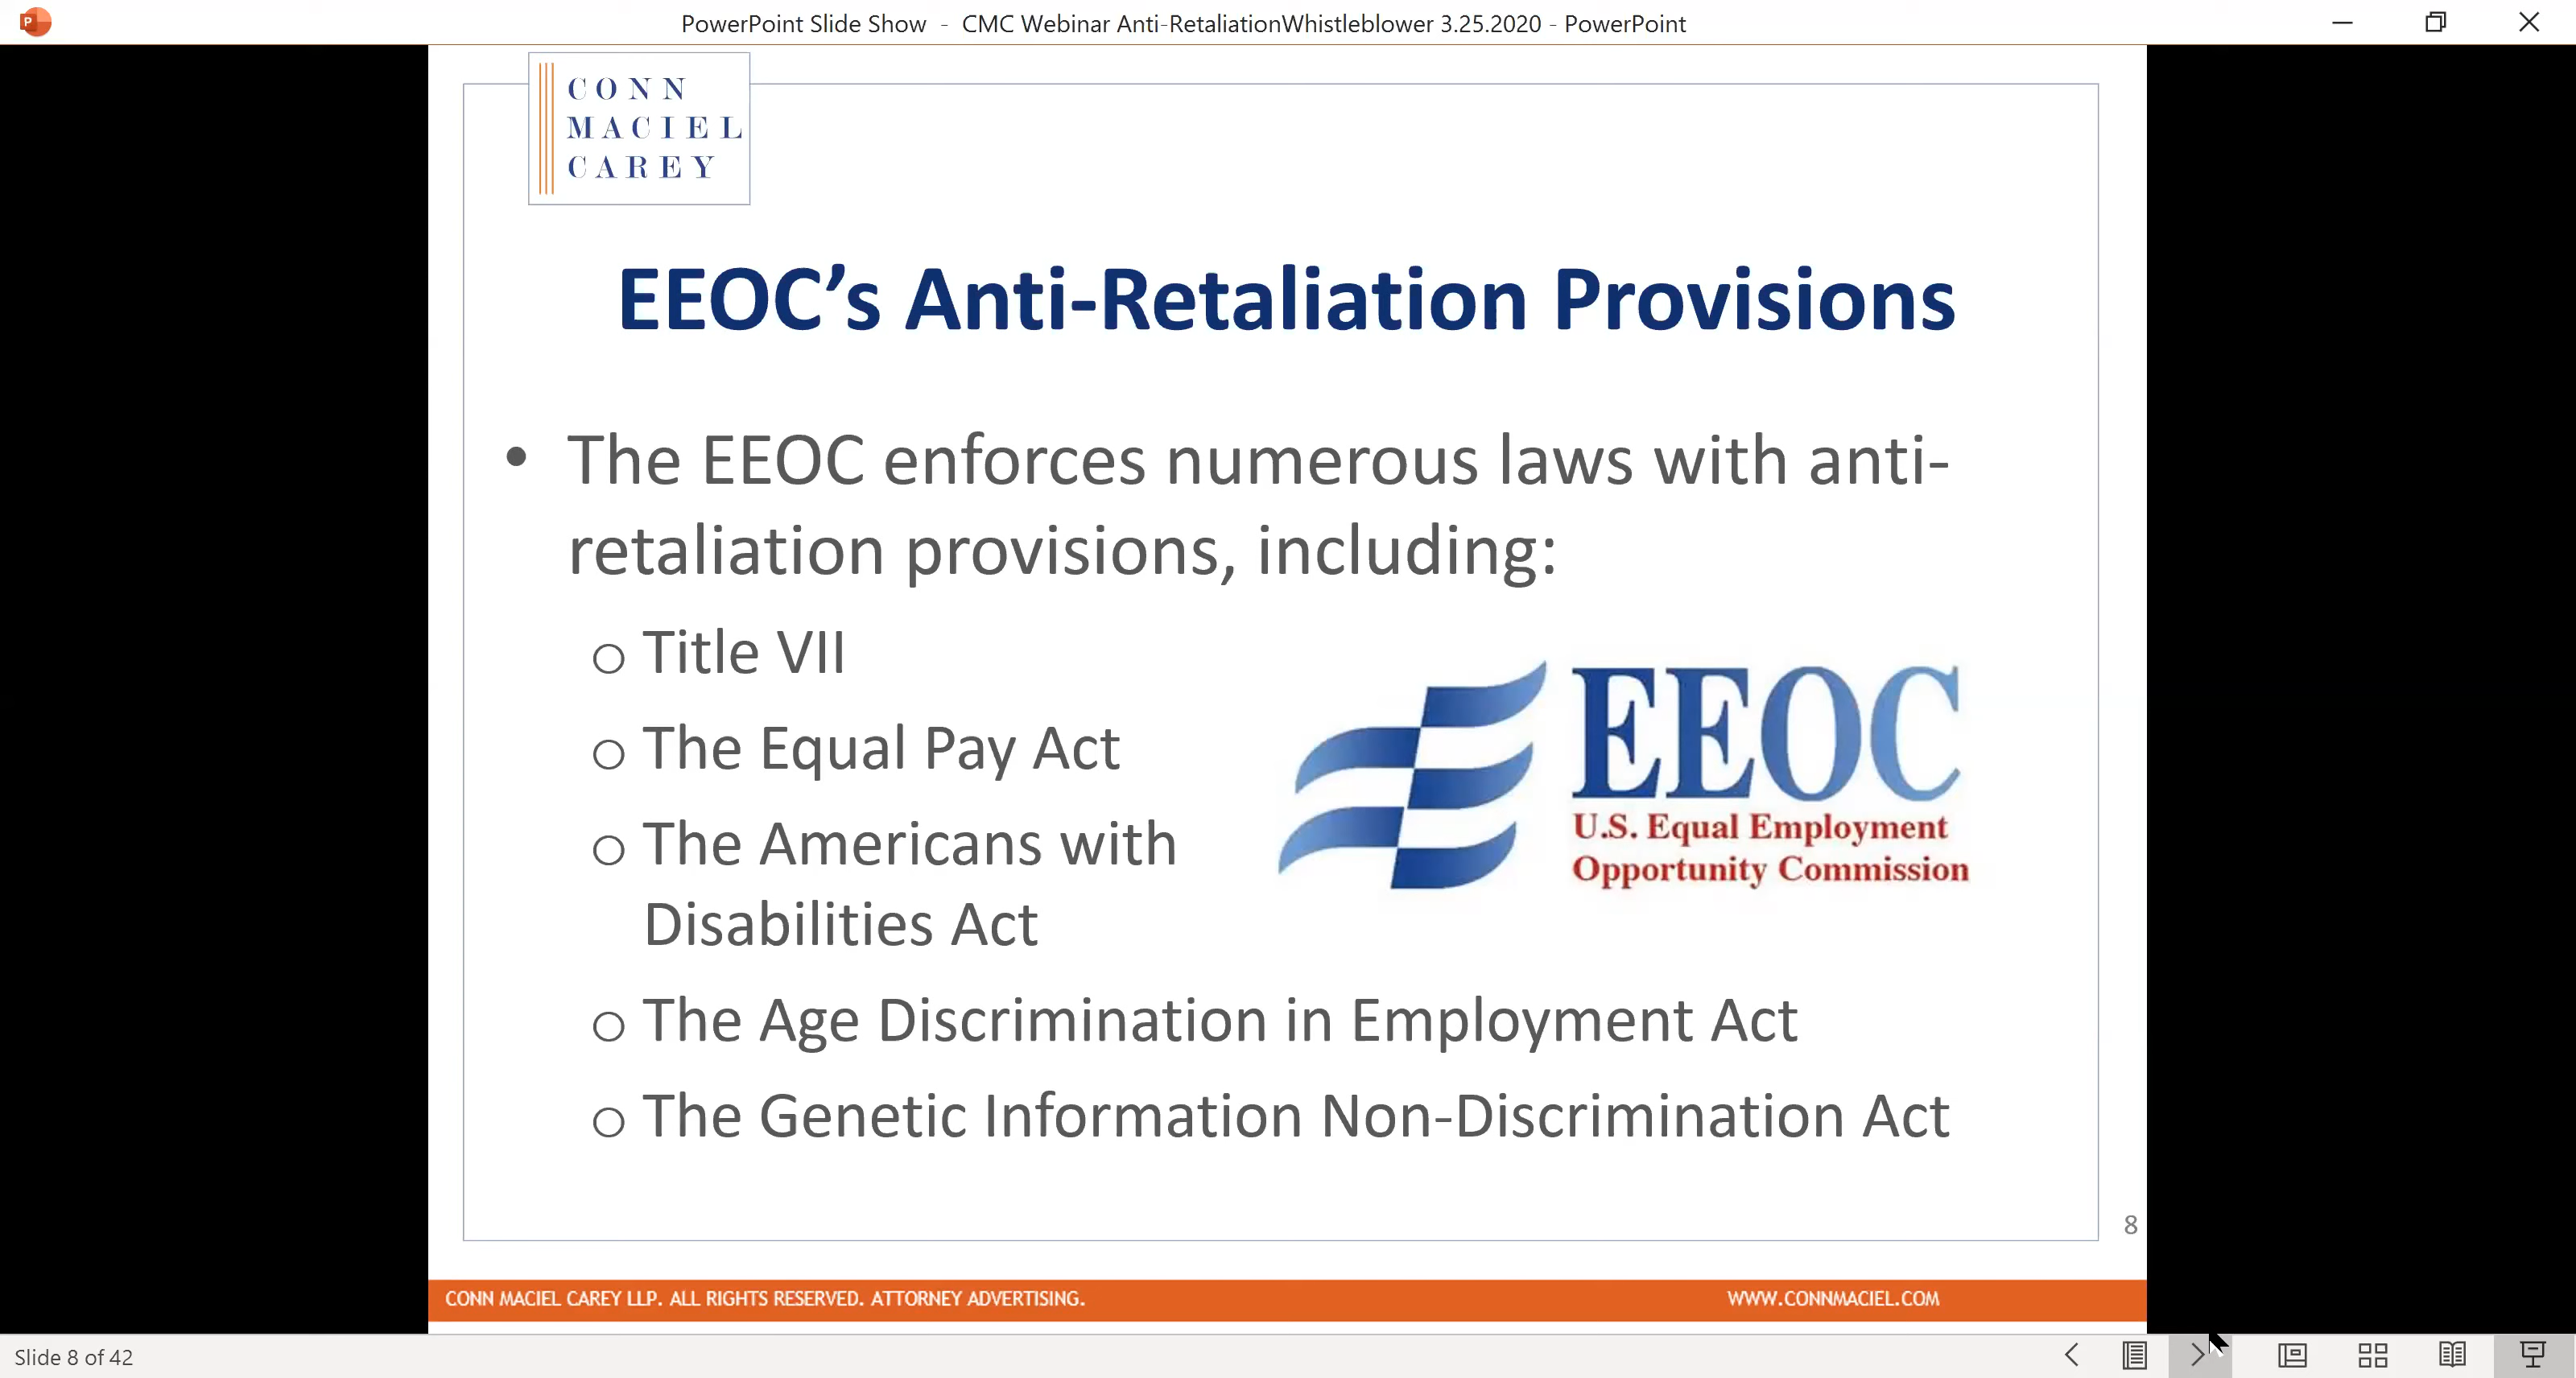 PowerPoint Slide Show - CMC Webinar Anti-RetaliationWhistleblower 3.25.2020 - PowerPoint
CONN
MACIEL
CAREY
EEOC’s Anti-Retaliation Provisions
• The EEOC enforces numerous laws with anti-
retaliation provisions, including:
o Title VII
o The Equal Pay Act
o The Americans with
Disabilities Act
o The Age Discrimination in Employment Act
o The Genetic Information Non-Discrimination Act
EEOC
U.S. Equal Employment
Opportunity Commission
8
CONN MACIEL CAREY LLP. ALL RIGHTS RESERVED. ATTORNEY ADVERTISING.
WWW.CONNMACIEL.COM
Slide 8 of 42